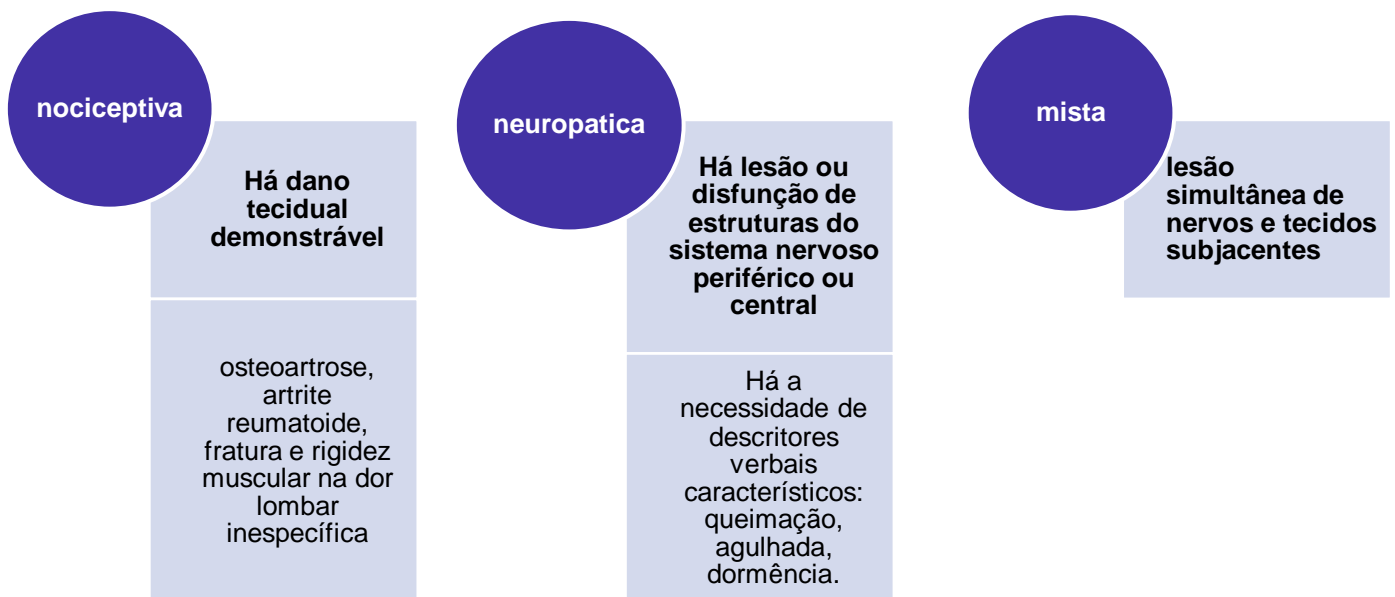 nociceptiva
Há dano
tecidual
demonstrável
osteoartrose,
artrite
reumatoide,
fratura e rigidez
muscular na dor
lombar
inespecífica
neuropatica
Há lesão ou
disfunção de
estruturas do
sistema nervoso
periférico ou
central
Há a
necessidade de
descritores
verbais
característicos:
queimação,
agulhada,
dormência.
mista
lesão
simultânea de
nervos e tecidos
subjacentes